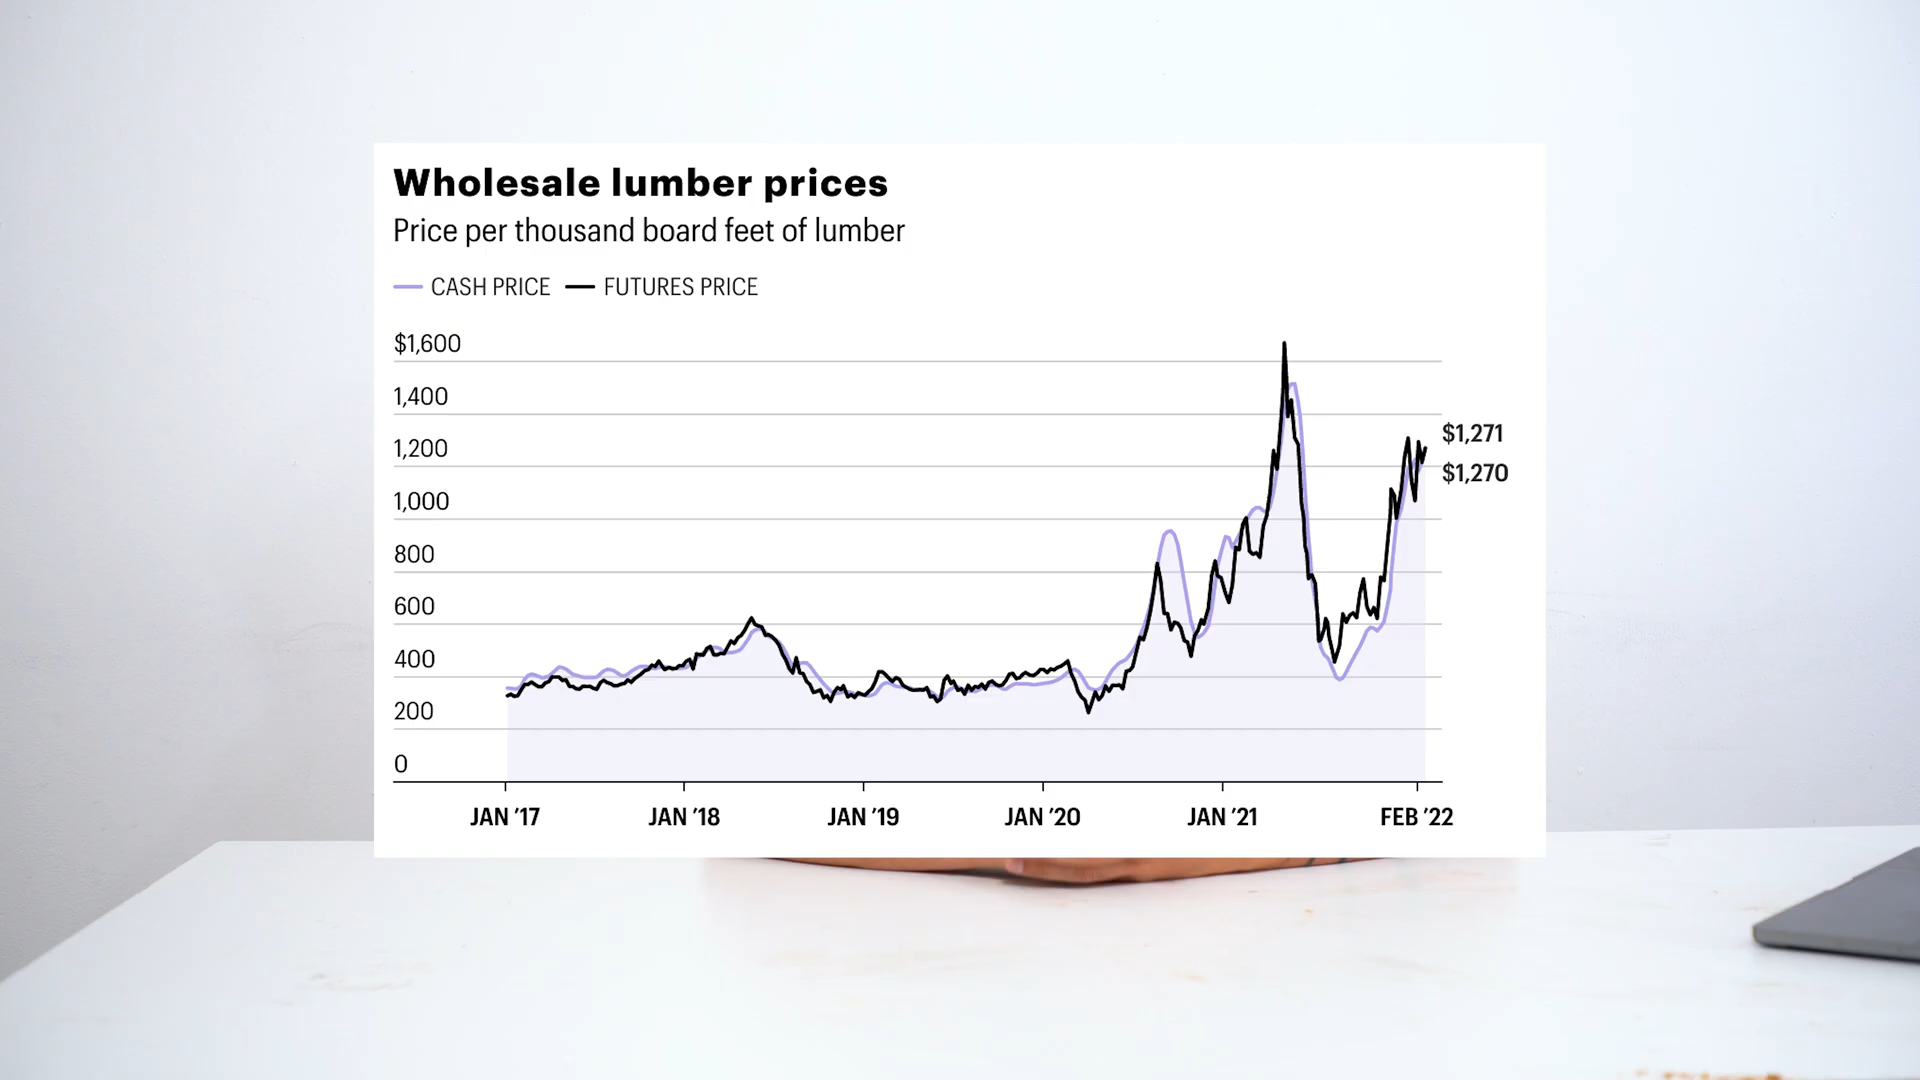 Wholesale lumber prices
Price per thousand board feet of lumber
CASH PRICE FUTURES PRICE
$1,600
1,400
$1,271
1,200
$1,270
1,000
800
600
400
200
0
JAN ’17 JAN ’18 JAN ’19 JAN ’20 JAN ’21 FEB ’22